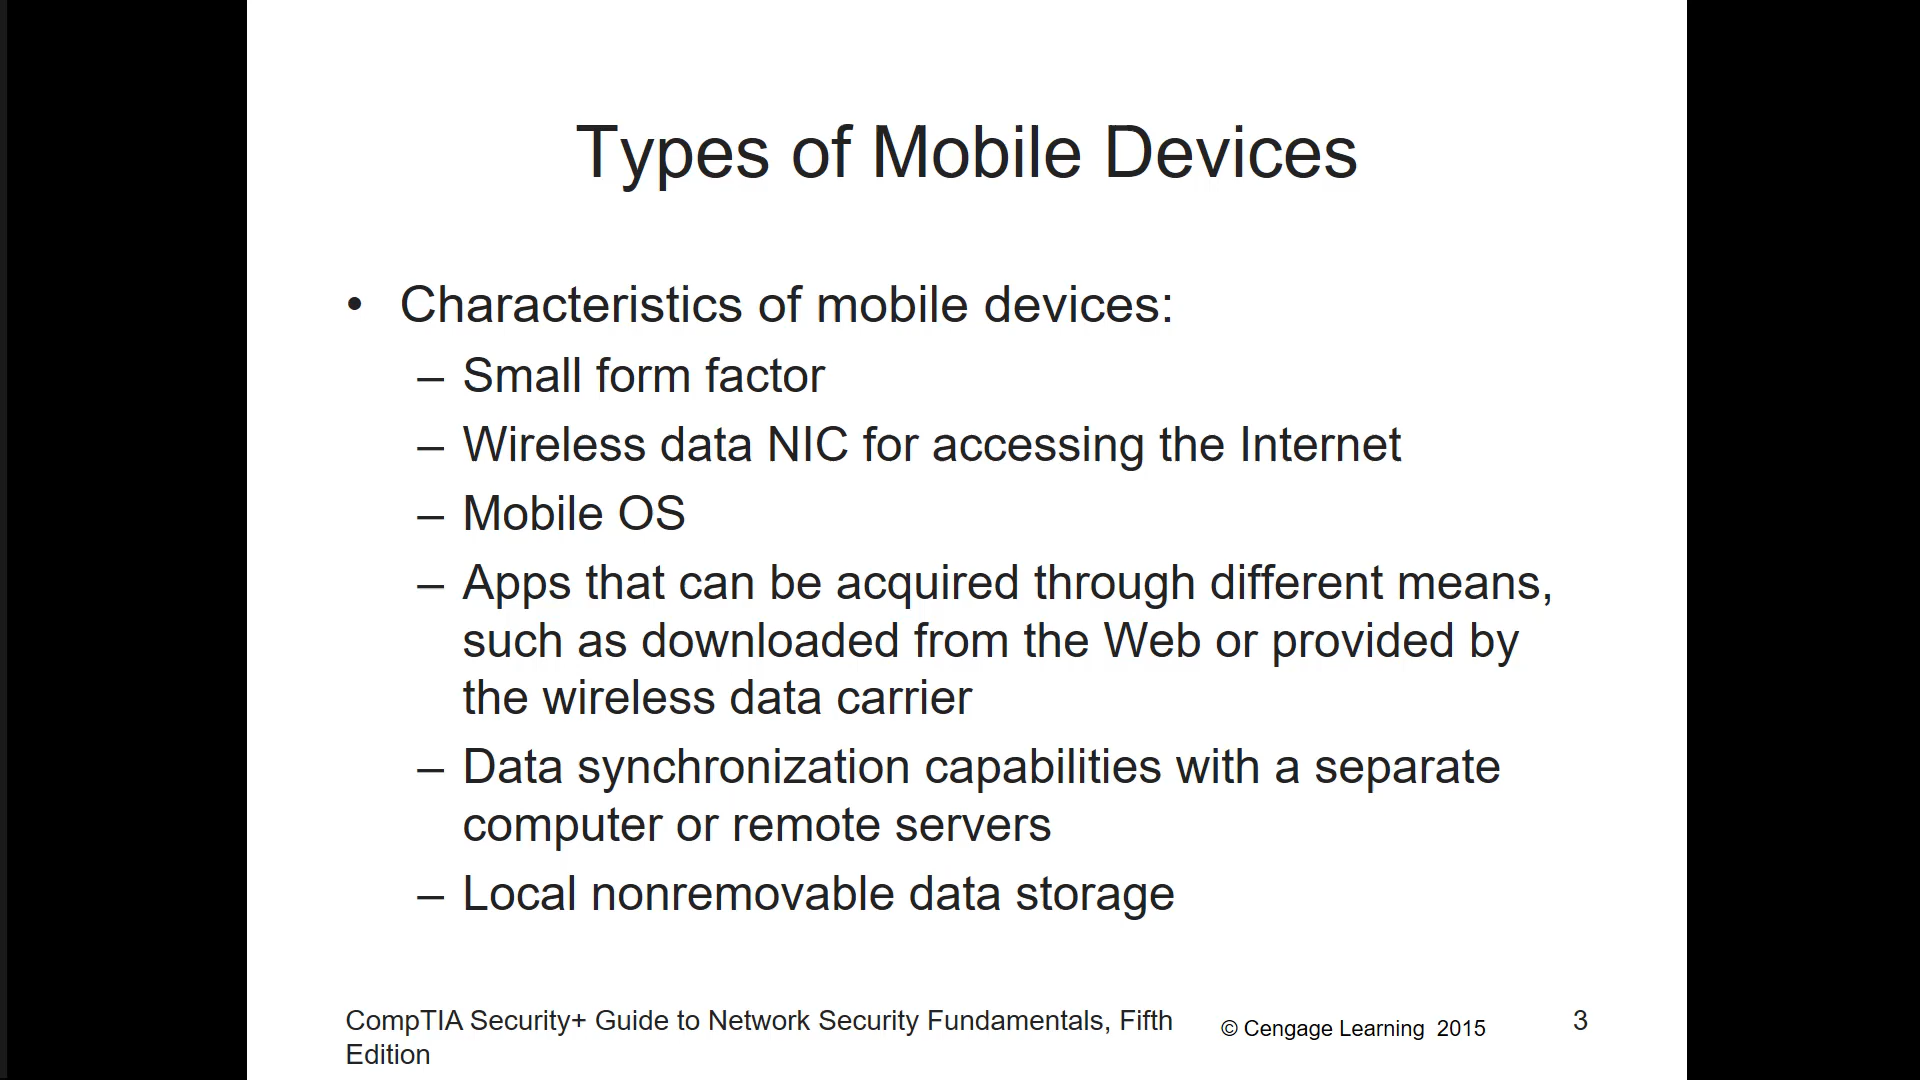 Types of Mobile Devices
• Characteristics of mobile devices:
– Small form factor
– Wireless data NIC for accessing the Internet
– Mobile OS
– Apps that can be acquired through different means,
such as downloaded from the Web or provided by
the wireless data carrier
– Data synchronization capabilities with a separate
computer or remote servers
– Local nonremovable data storage
CompTIA Security+ Guide to Network Security Fundamentals, Fifth
Edition
© Cengage Learning 2015
3